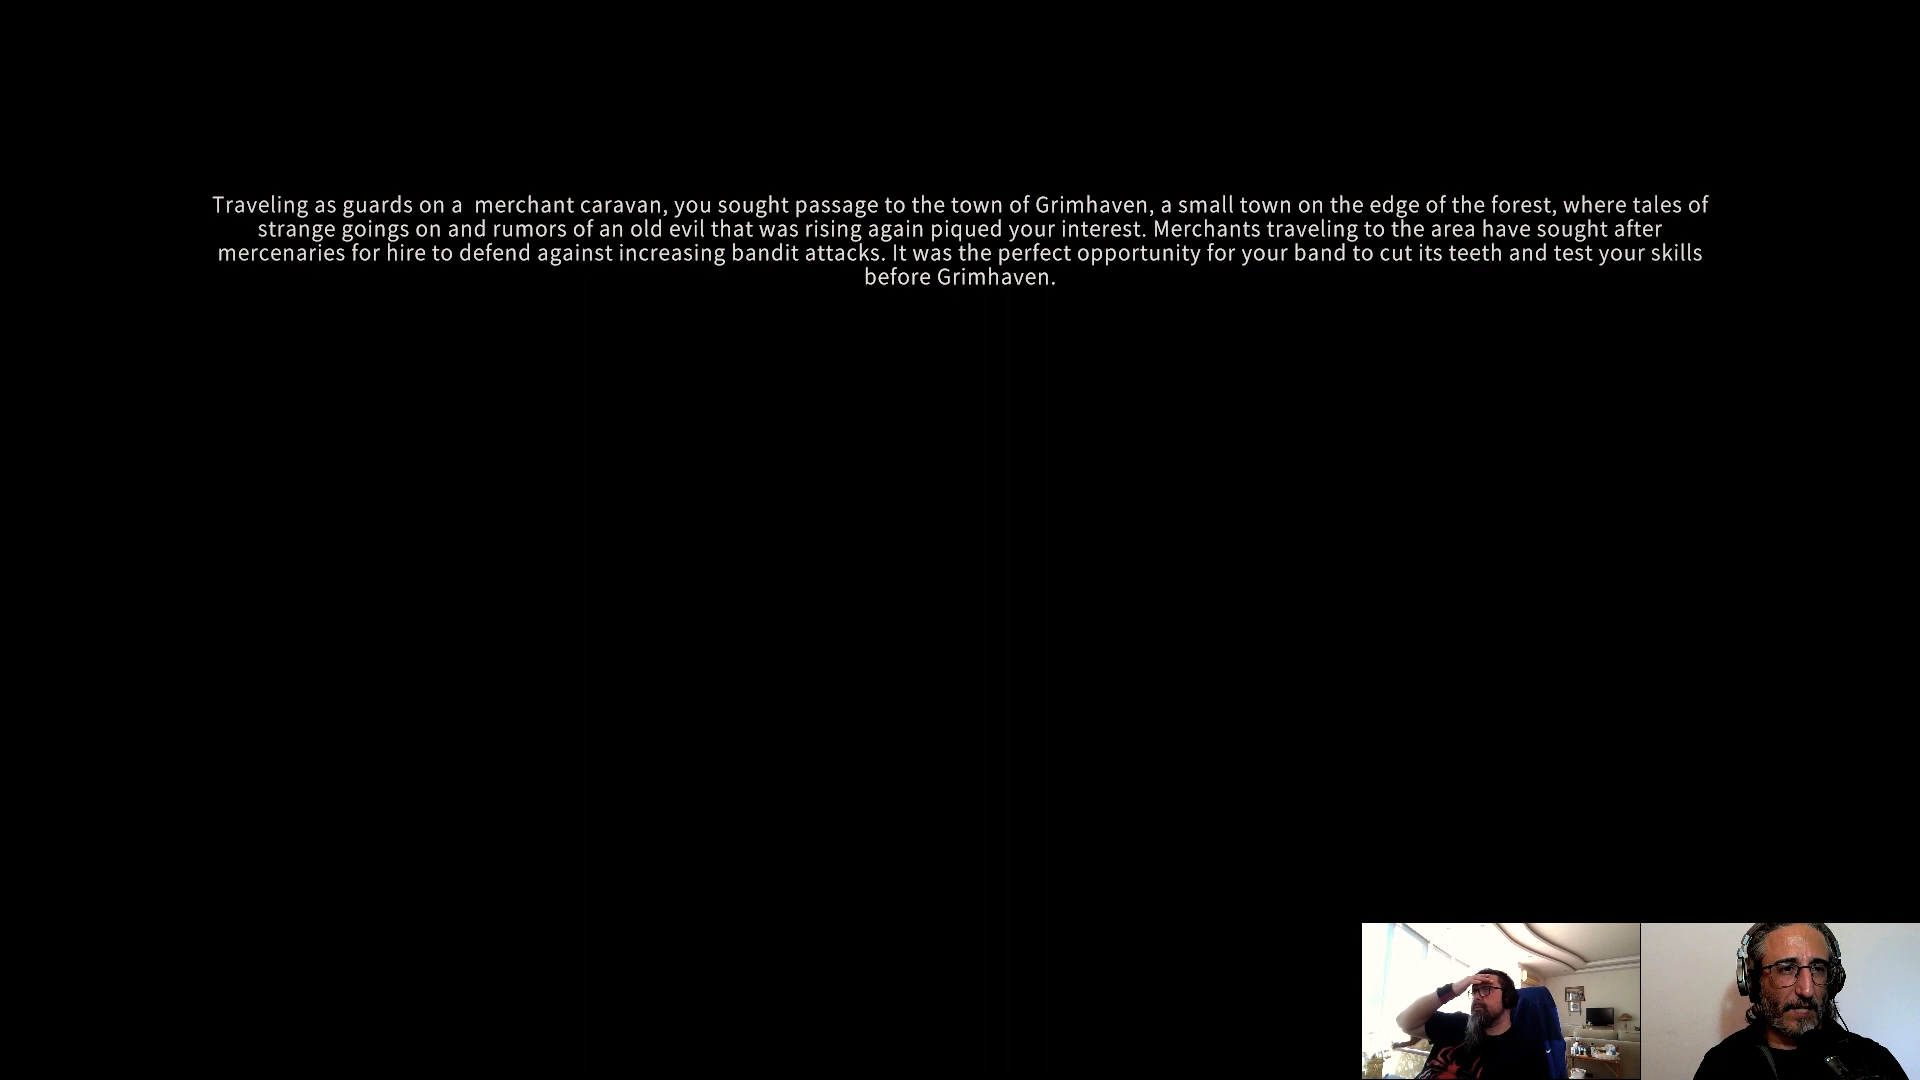 Traveling as guards on a  merchant caravan, you sought passage to the town of Grimhaven, a small town on the edge of the forest, where tales of
strange goings on and rumors of an old evil that was rising again piqued your interest. Merchants traveling to the area have sought after
mercenaries for hire to defend against increasing bandit attacks. It was the perfect opportunity for your band to cut its teeth and test your skills
before Grimhaven.